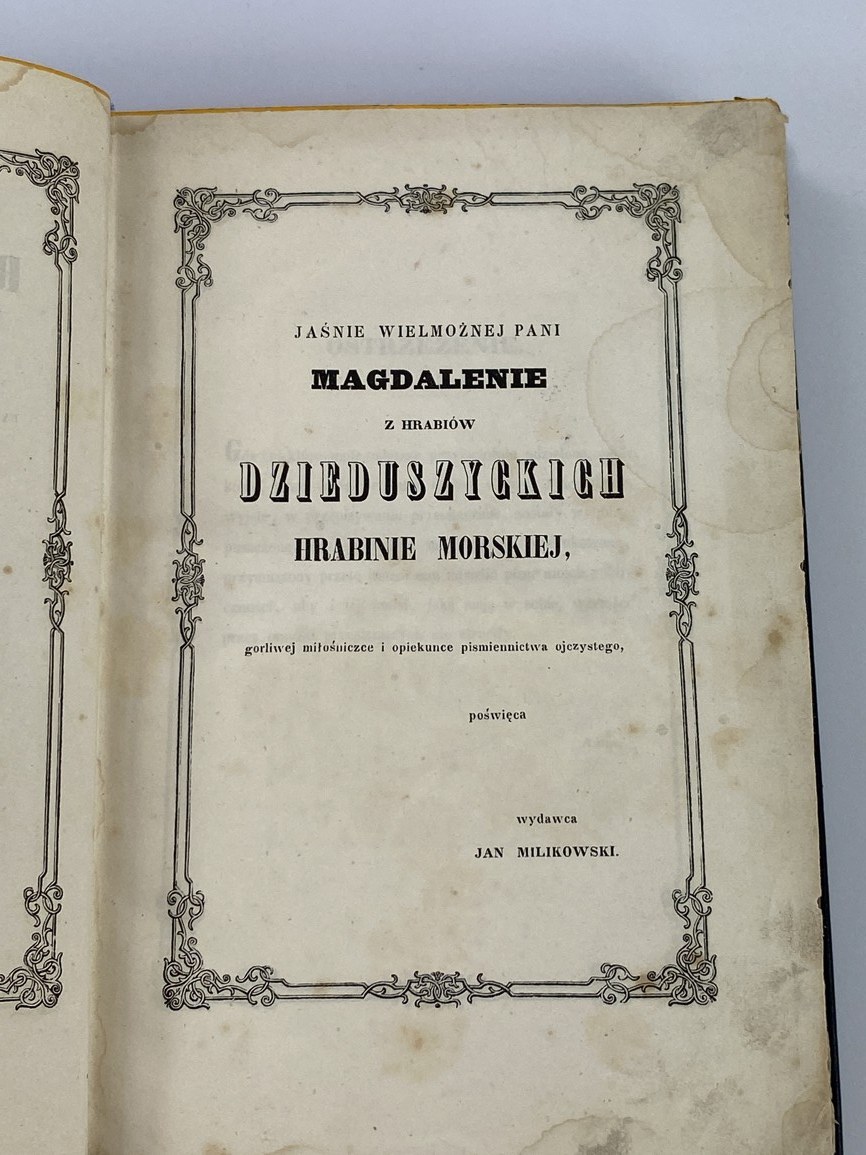 JAŚNIE WIELMOŻNEJ PANI
MAGDALENIE
Z HRABIÓW
DZIEDUSZYCKICH
HRABINIE MORSKIEJ,
gorliwej miłośniczce i opiekunce pismiennictwa ojczystego,
poświęca
wydawca
JAN MILIKOWSKI.